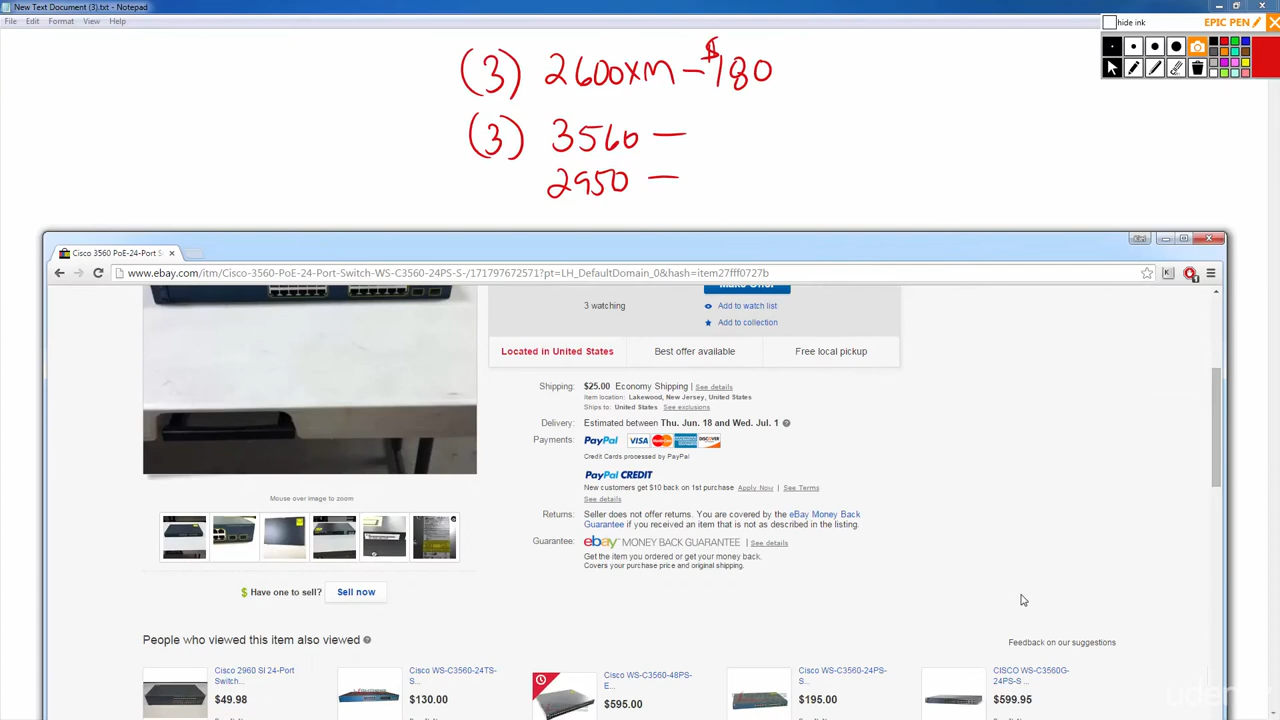 New Text Document (3).txt - Notepad
File Edit Format View Help
hide ink
EPIC PEN
(3) 2600XM - $180
(3) 3560 —
2950 —
Cisco 3560 PoE-24-Port S
www.ebay.com/itm/Cisco-3560-PoE-24-Port-Switch-WS-C3560-24PS-S-/171797672571?pt=LH_DefaultDomain_0&hash=item27fff0727b
Make Offer
3 watching
Add to watch list
Add to collection
Located in United States
Best offer available
Free local pickup
Shipping: $25.00 Economy Shipping | See details
Item location: Lakewood, New Jersey, United States
Ships to: United States See exclusions
Delivery: Estimated between Thu. Jun. 18 and Wed. Jul. 1
Payments: PayPal VISA DISCOVER
Credit Cards processed by PayPal
PayPal CREDIT
New customers get $10 back on 1st purchase Apply Now | See Terms
See details
Returns: Seller does not offer returns. You are covered by the eBay Money Back
Guarantee if you received an item that is not as described in the listing.
Guarantee: ebay MONEY BACK GUARANTEE | See details
Get the item you ordered or get your money back.
Covers your purchase price and original shipping.
Mouse over image to zoom
$ Have one to sell? Sell now
People who viewed this item also viewed
Feedback on our suggestions
Cisco 2960 SI 24-Port
Switch...
$49.98
Cisco WS-C3560-24TS-
S...
$130.00
Cisco WS-C3560-48PS-
E...
$595.00
Cisco WS-C3560-24PS-
S...
$195.00
CISCO WS-C3560G-
24PS-S ...
$599.95
udemy